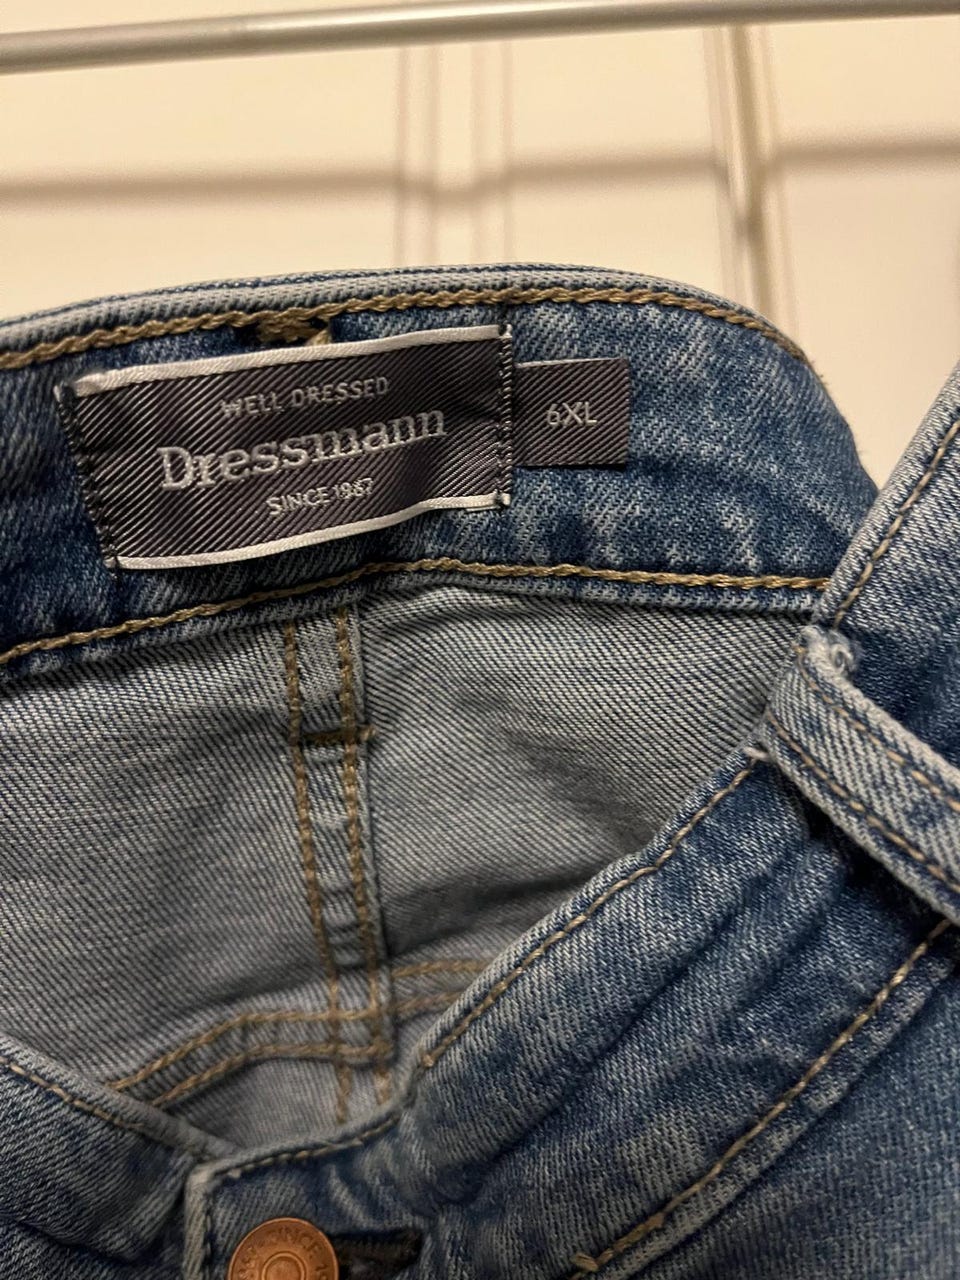 WELL DRESSED
Dressmann
SINCE 1967
6XL